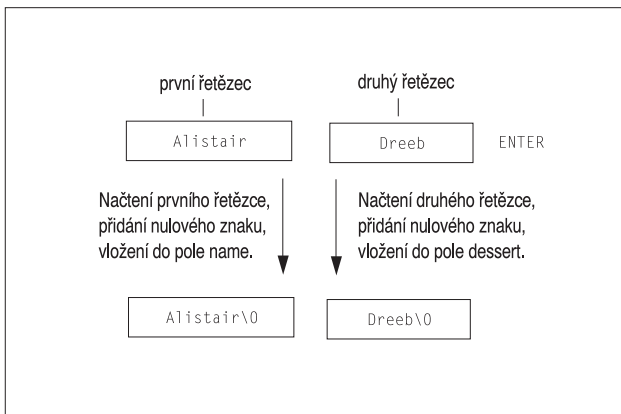 první řetězec
druhý řetězec
Alistair
Dreeb
ENTER
Načtení prvního řetězce,
přidání nulového znaku,
vložení do pole name.
Načtení druhého řetězce,
přidání nulového znaku,
vložení do pole dessert.
Alistair\0
Dreeb\0